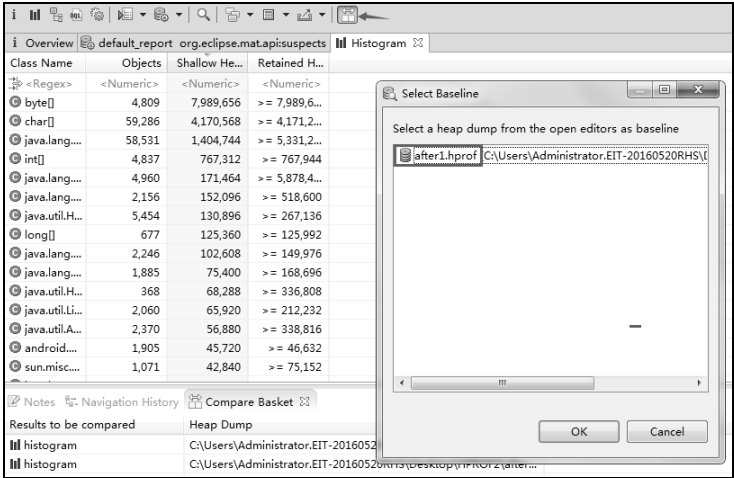 i Overview default_report org.eclipse.mat.api:suspects Histogram
Class Name Objects Shallow He... Retained H...
<Regex> <Numeric> <Numeric> <Numeric>
byte[] 4,809 7,989,656 >= 7,989,6...
char[] 59,286 4,170,568 >= 4,171,2...
java.lang.... 58,531 1,404,744 >= 5,331,2...
int[] 4,837 767,312 >= 767,944
java.lang.... 4,960 171,464 >= 5,878,4...
java.lang.... 2,156 152,096 >= 518,600
java.util.H... 5,454 130,896 >= 267,136
long[] 677 125,360 >= 125,992
java.lang.... 2,246 102,608 >= 149,976
java.lang.... 1,885 75,400 >= 168,696
java.util.H... 368 68,288 >= 336,808
java.util.Li... 2,060 65,920 >= 212,232
java.util.A... 2,370 56,880 >= 338,816
android.... 1,905 45,720 >= 46,632
sun.misc.... 1,071 42,840 >= 75,152
Notes Navigation History Compare Basket
Results to be compared Heap Dump
histogram C:\Users\Administrator.EIT-2016052
histogram C:\Users\Administrator.EIT-20160520RHS\Desktop\HPROF2\after...
Select Baseline
Select a heap dump from the open editors as baseline
after1.hprof C:\Users\Administrator.EIT-20160520RHS\[
OK Cancel